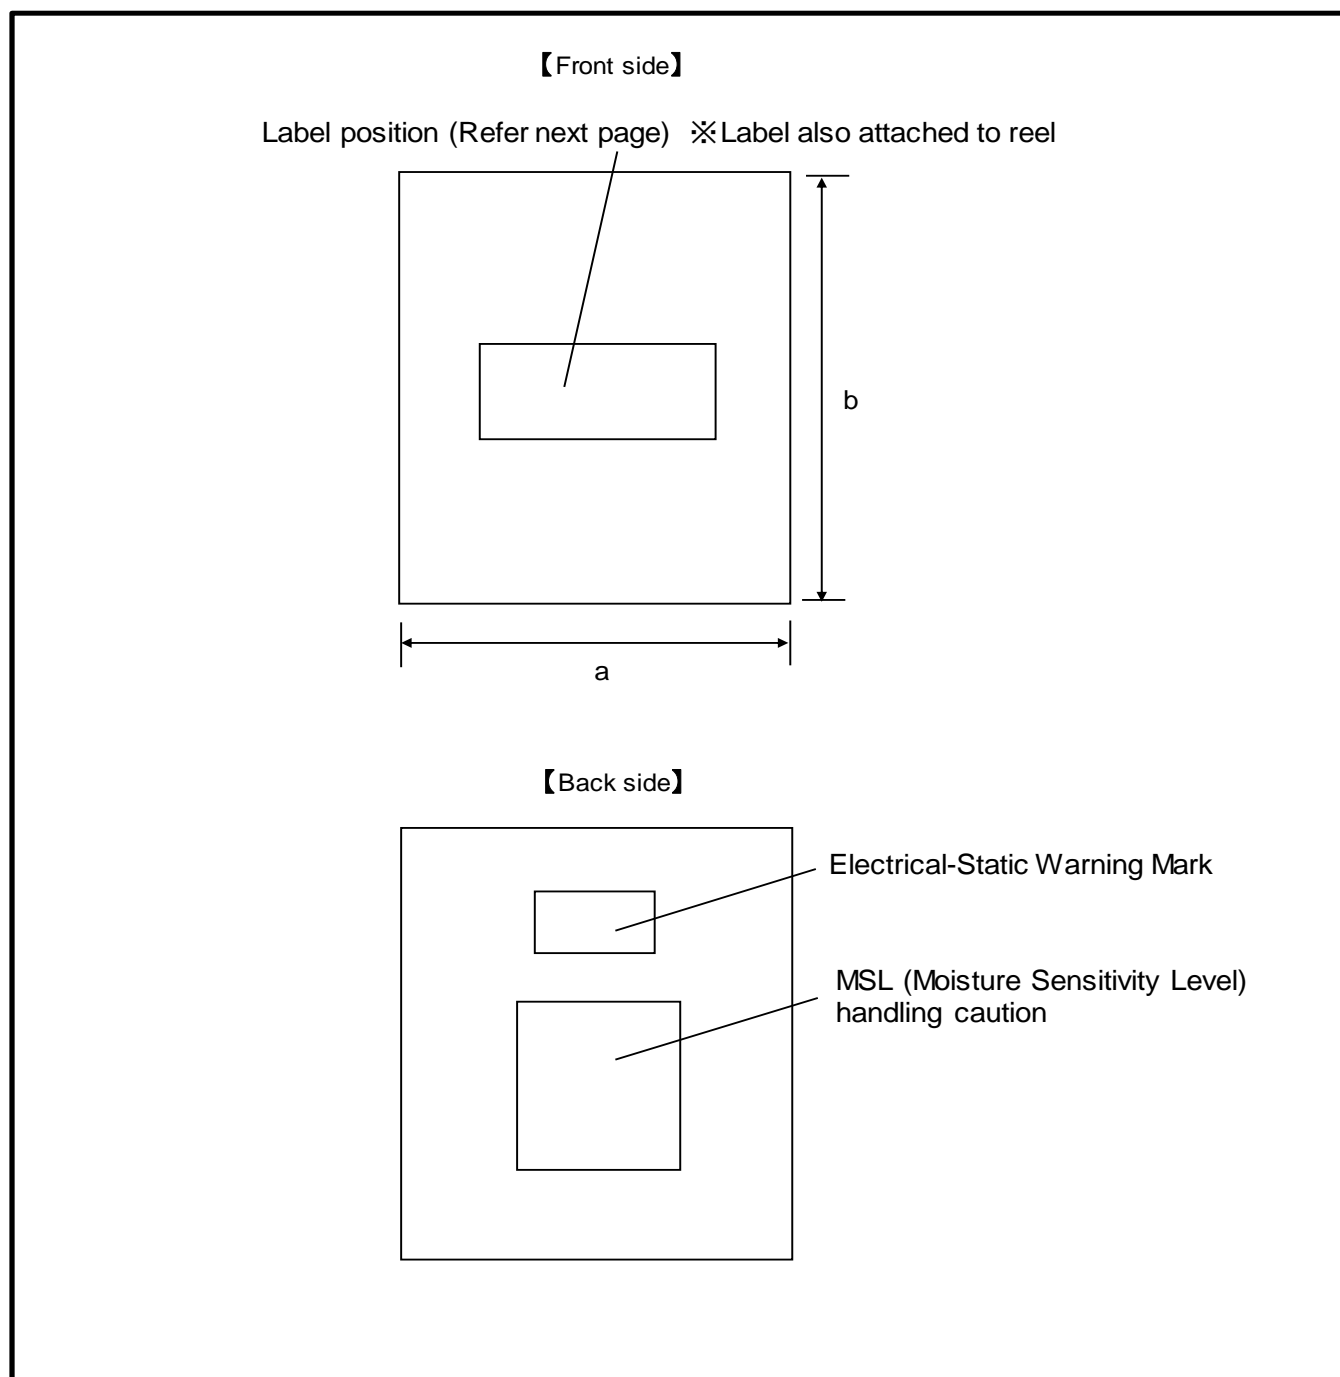 【Front side】
Label position (Refer next page) ※Label also attached to reel
b
a
【Back side】
Electrical-Static Warning Mark
MSL (Moisture Sensitivity Level)
handling caution